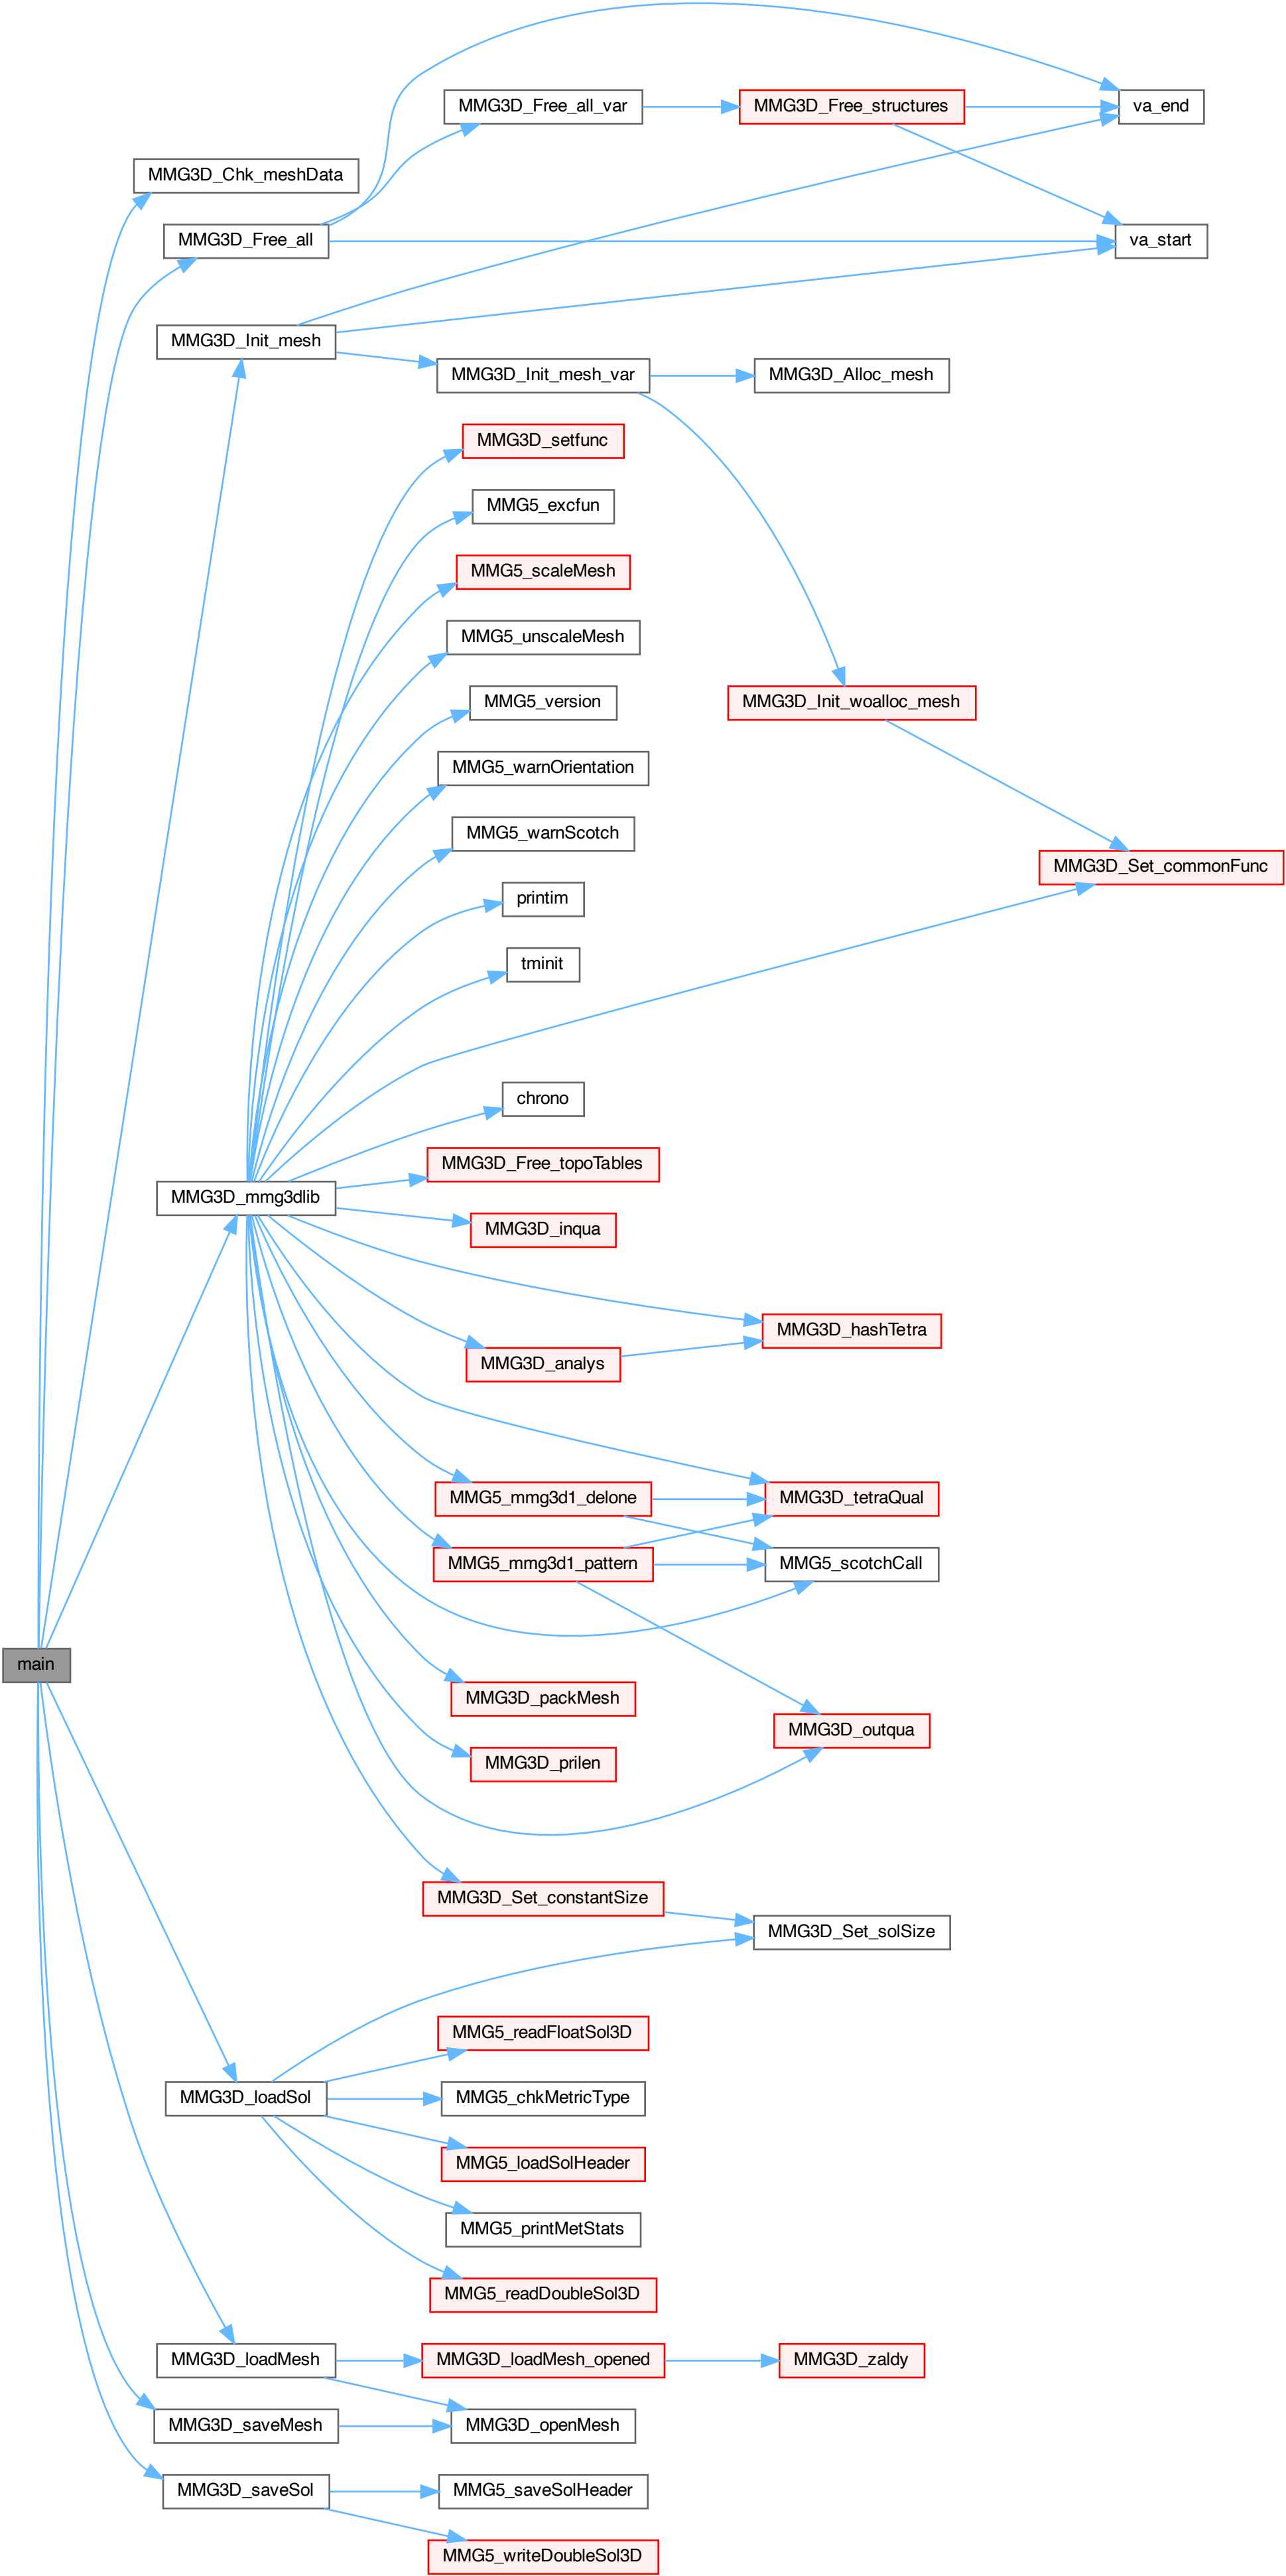 MMG3D_Free_all_var
MMG3D_Free_structures
va_end
MMG3D_Chk_meshData
MMG3D_Free_all
va_start
MMG3D_Init_mesh
MMG3D_Init_mesh_var
MMG3D_Alloc_mesh
MMG3D_setfunc
MMG5_excfun
MMG5_scaleMesh
MMG5_unscaleMesh
MMG5_version
MMG3D_Init_woalloc_mesh
MMG5_warnOrientation
MMG5_warnScotch
MMG3D_Set_commonFunc
printim
tminit
chrono
MMG3D_Free_topoTables
MMG3D_mmg3dlib
MMG3D_inqua
MMG3D_hashTetra
MMG3D_analys
MMG5_mmg3d1_delone
MMG3D_tetraQual
MMG5_mmg3d1_pattern
MMG5_scotchCall
main
MMG3D_packMesh
MMG3D_outqua
MMG3D_prilen
MMG3D_Set_constantSize
MMG3D_Set_solSize
MMG5_readFloatSol3D
MMG3D_loadSol
MMG5_chkMetricType
MMG5_loadSolHeader
MMG5_printMetStats
MMG5_readDoubleSol3D
MMG3D_loadMesh
MMG3D_loadMesh_opened
MMG3D_zaldy
MMG3D_saveMesh
MMG3D_openMesh
MMG3D_saveSol
MMG5_saveSolHeader
MMG5_writeDoubleSol3D